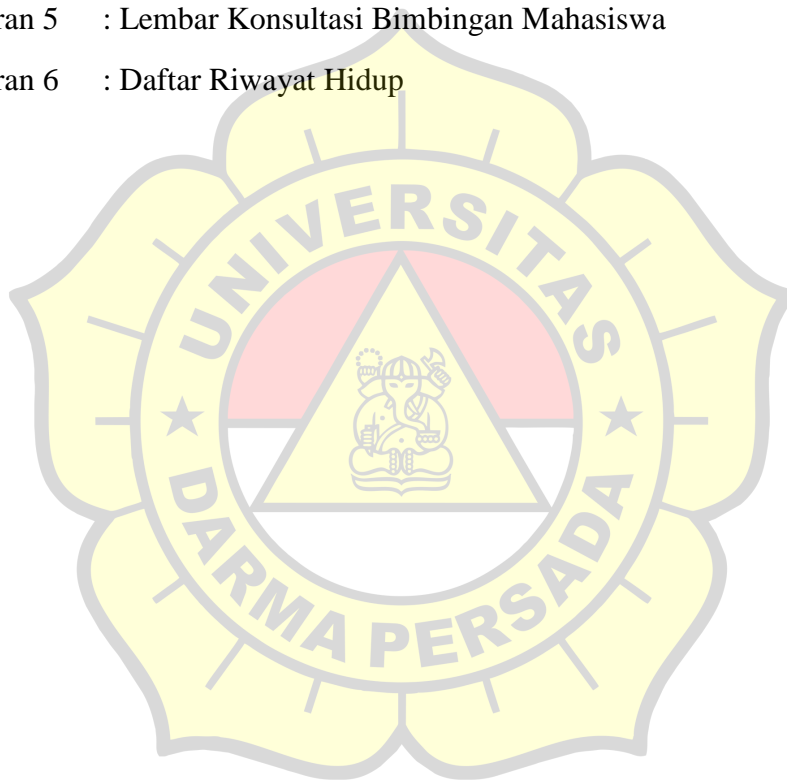 ran 5 : Lembar Konsultasi Bimbingan Mahasiswa
ran 6 : Daftar Riwayat Hidup
UNIVERSITAS
DARMA PERSADA